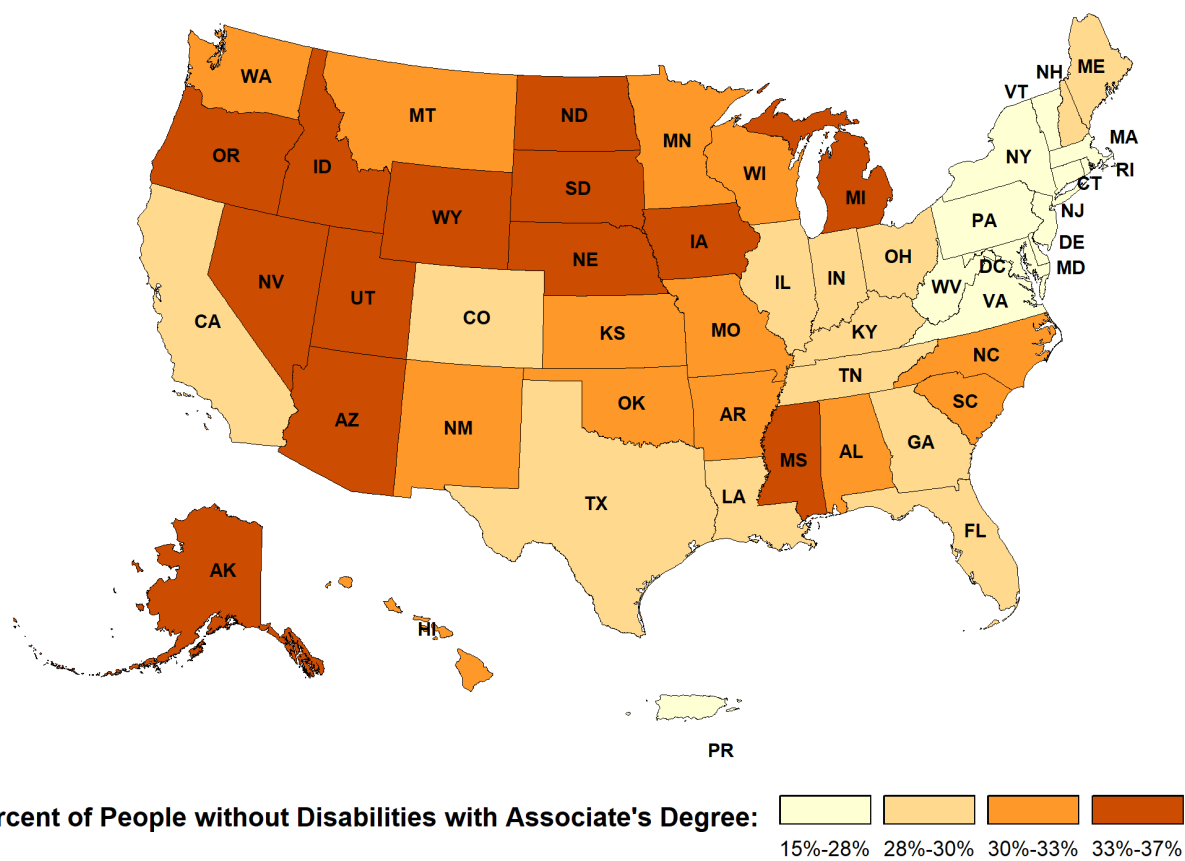 ME
NH
VT
WA
MT
ND
MN
MA
OR
ID
SD
WI
NY
RI
CT
MI
WY
NJ
PA
IA
DE
NE
OH
MD
DC
NV
IL
IN
WV
UT
VA
CO
CA
KS
MO
KY
NC
TN
OK
AR
SC
AZ
NM
GA
MS
AL
LA
TX
FL
AK
HI
PR
rcent of People without Disabilities with Associate's Degree:
15%-28% 28%-30% 30%-33% 33%-37%